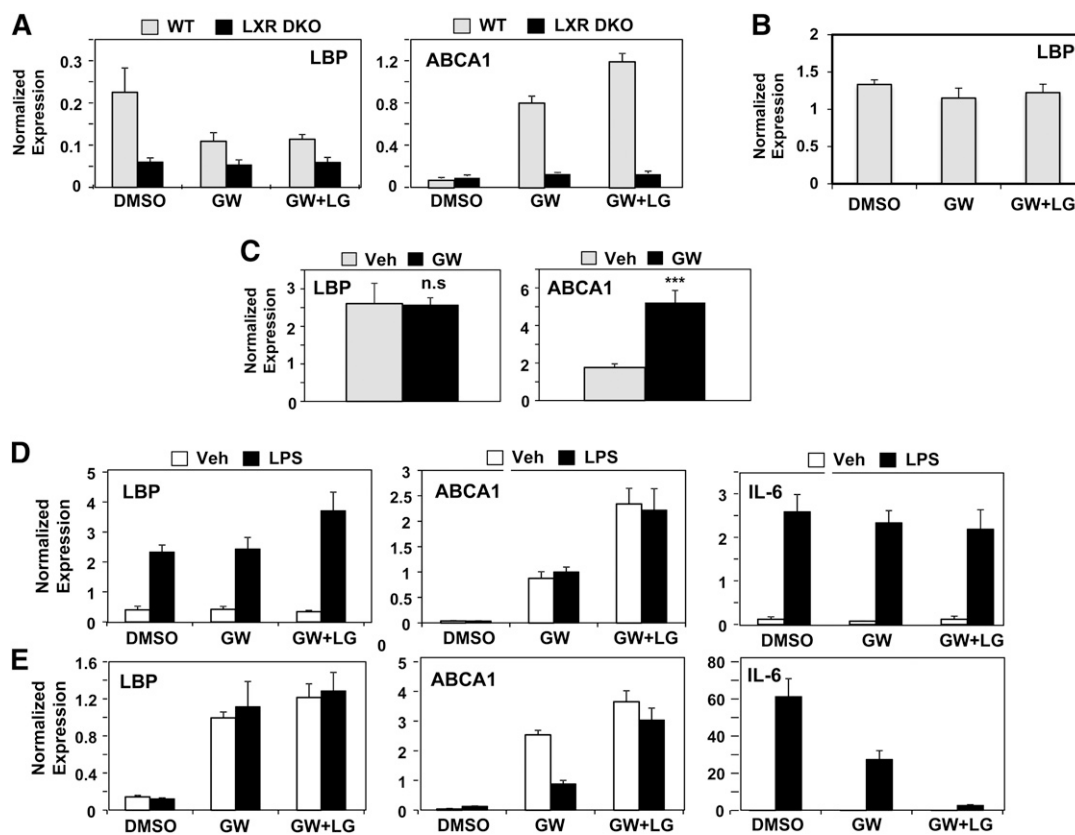 A
WT LXR DKO
LBP
Normalized
Expression
0.3
0.2
0.1
0
DMSO GW GW+LG
WT LXR DKO
ABCA1
1.2
0.8
0.4
0
DMSO GW GW+LG
B
LBP
Normalized
Expression
2
1.5
1
0.5
0
DMSO GW GW+LG
C
Veh GW
LBP
n.s
Normalized
Expression
3
2
2
1
0
DMSO
Veh GW
ABCA1
***
6
4
2
0
D
Veh LPS
LBP
Normalized
Expression
5
4
3
2
1
0
DMSO GW GW+LG
Veh LPS
ABCA1
3
2.5
2
1.5
1
0.5
0
DMSO GW GW+LG
Veh LPS
IL-6
3
2
2
1
1
0
DMSO GW GW+LG
E
LBP
Normalized
Expression
1.6
1.2
0.8
0.4
0
DMSO GW GW+LG
ABCA1
5
4
3
2
1
0
DMSO GW GW+LG
IL-6
80
60
40
20
0
DMSO GW GW+LG